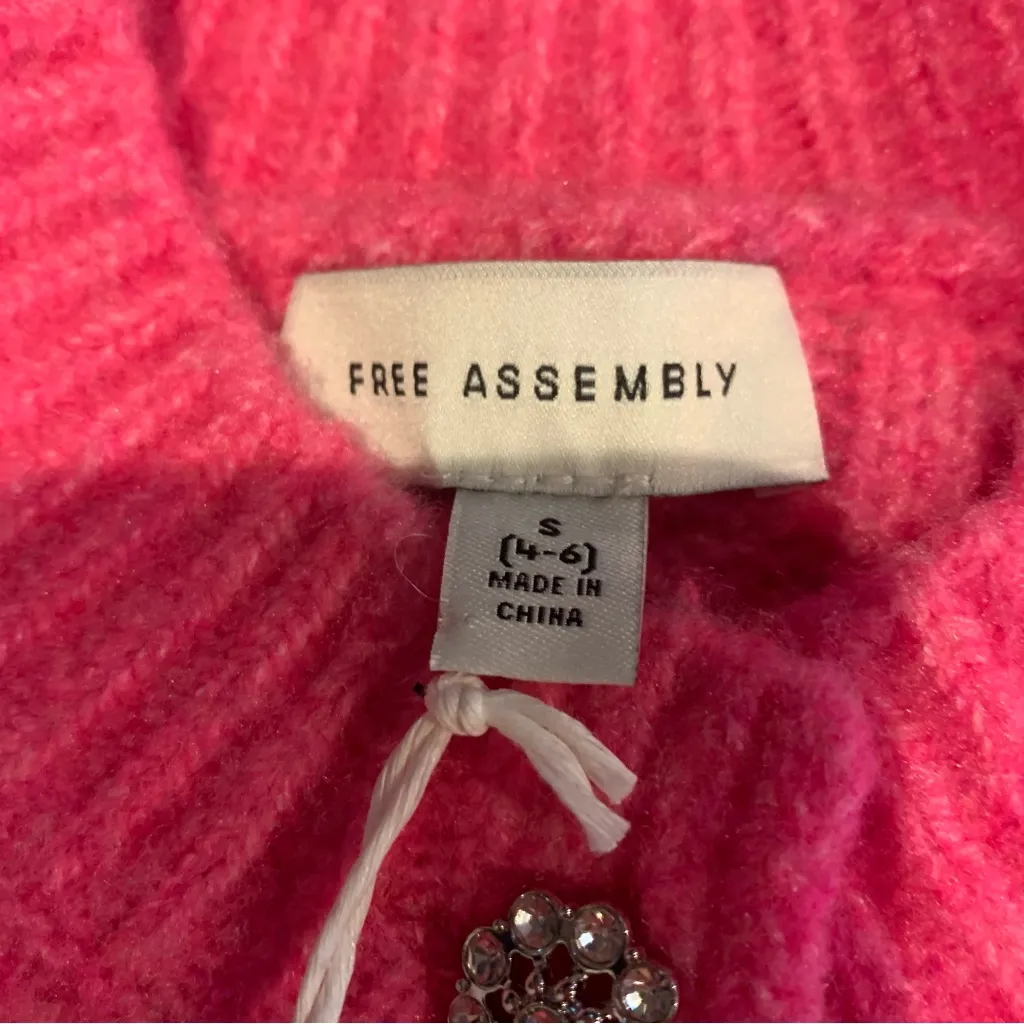 FREE ASSEMBLY
S
(4-6)
MADE IN
CHINA